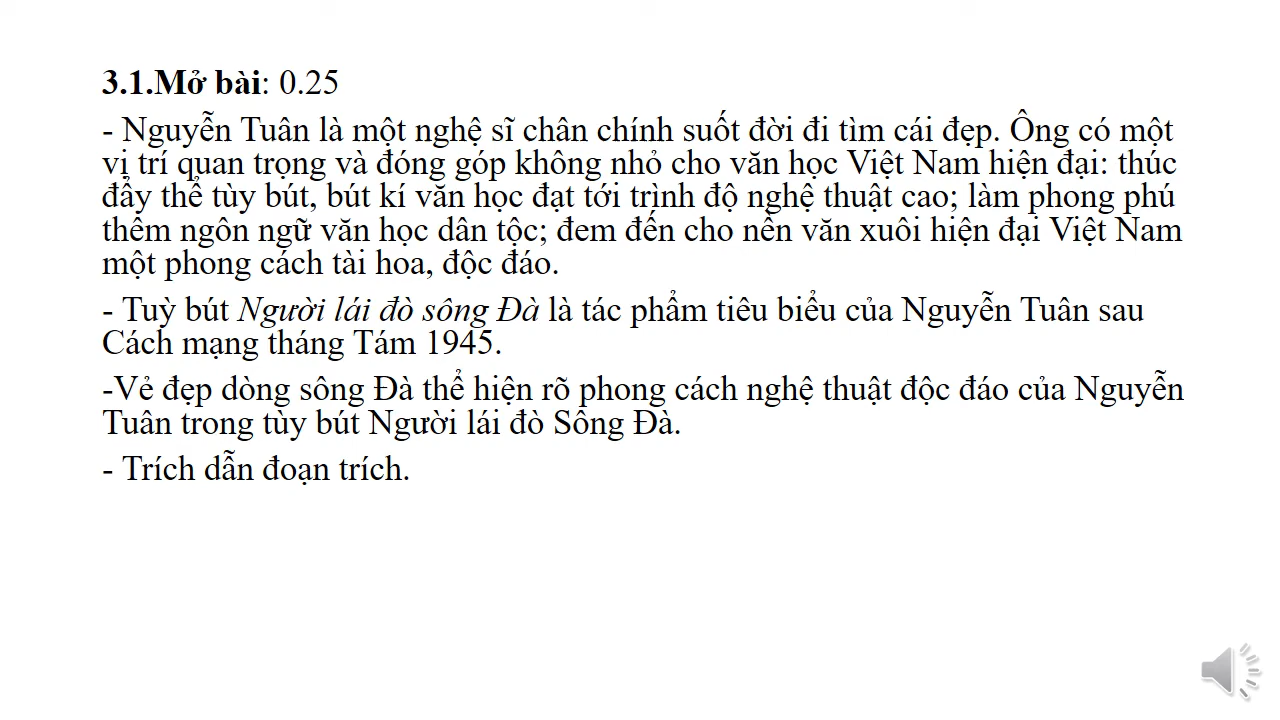 3.1.Mở bài: 0.25
- Nguyễn Tuân là một nghệ sĩ chân chính suốt đời đi tìm cái đẹp. Ông có một
vị trí quan trọng và đóng góp không nhỏ cho văn học Việt Nam hiện đại: thúc
đẩy thể tùy bút, bút kí văn học đạt tới trình độ nghệ thuật cao; làm phong phú
thêm ngôn ngữ văn học dân tộc; đem đến cho nền văn xuôi hiện đại Việt Nam
một phong cách tài hoa, độc đáo.
- Tuỳ bút Người lái đò sông Đà là tác phẩm tiêu biểu của Nguyễn Tuân sau
Cách mạng tháng Tám 1945.
-Vẻ đẹp dòng sông Đà thể hiện rõ phong cách nghệ thuật độc đáo của Nguyễn
Tuân trong tùy bút Người lái đò Sông Đà.
- Trích dẫn đoạn trích.